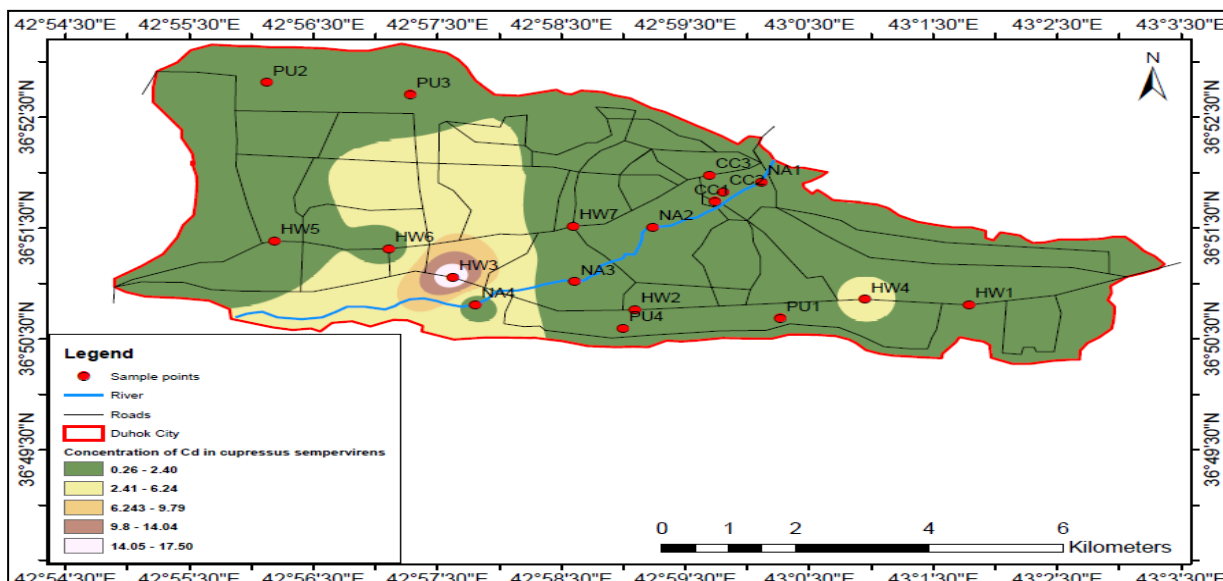 42°54'30"E 42°55'30"E 42°56'30"E 42°57'30"E 42°58'30"E 42°59'30"E 43°0'30"E 43°1'30"E 43°2'30"E 43°3'30"E
N
PU2
PU3
36°52'30"N 36°52'30"N
CC3
CC2 NA1
CC1
36°51'30"N 36°51'30"N
HW7 NA2
HW5
HW6
HW3
NA3
NA4
HW4
HW2 HW1
PU1
PU4
36°50'30"N 36°50'30"N
Legend
Sample points
River
Roads
Duhok City
Concentration of Cd in cupressus sempervirens
0.26 - 2.40
2.41 - 6.24
6.243 - 9.79
9.8 - 14.04
14.05 - 17.50
36°49'30"N 36°49'30"N
0 1 2 4 6
Kilometers
42°54'30"E 42°55'30"E 42°56'30"E 42°57'30"E 42°58'30"E 42°59'30"E 43°0'30"E 43°1'30"E 43°2'30"E 43°3'30"E